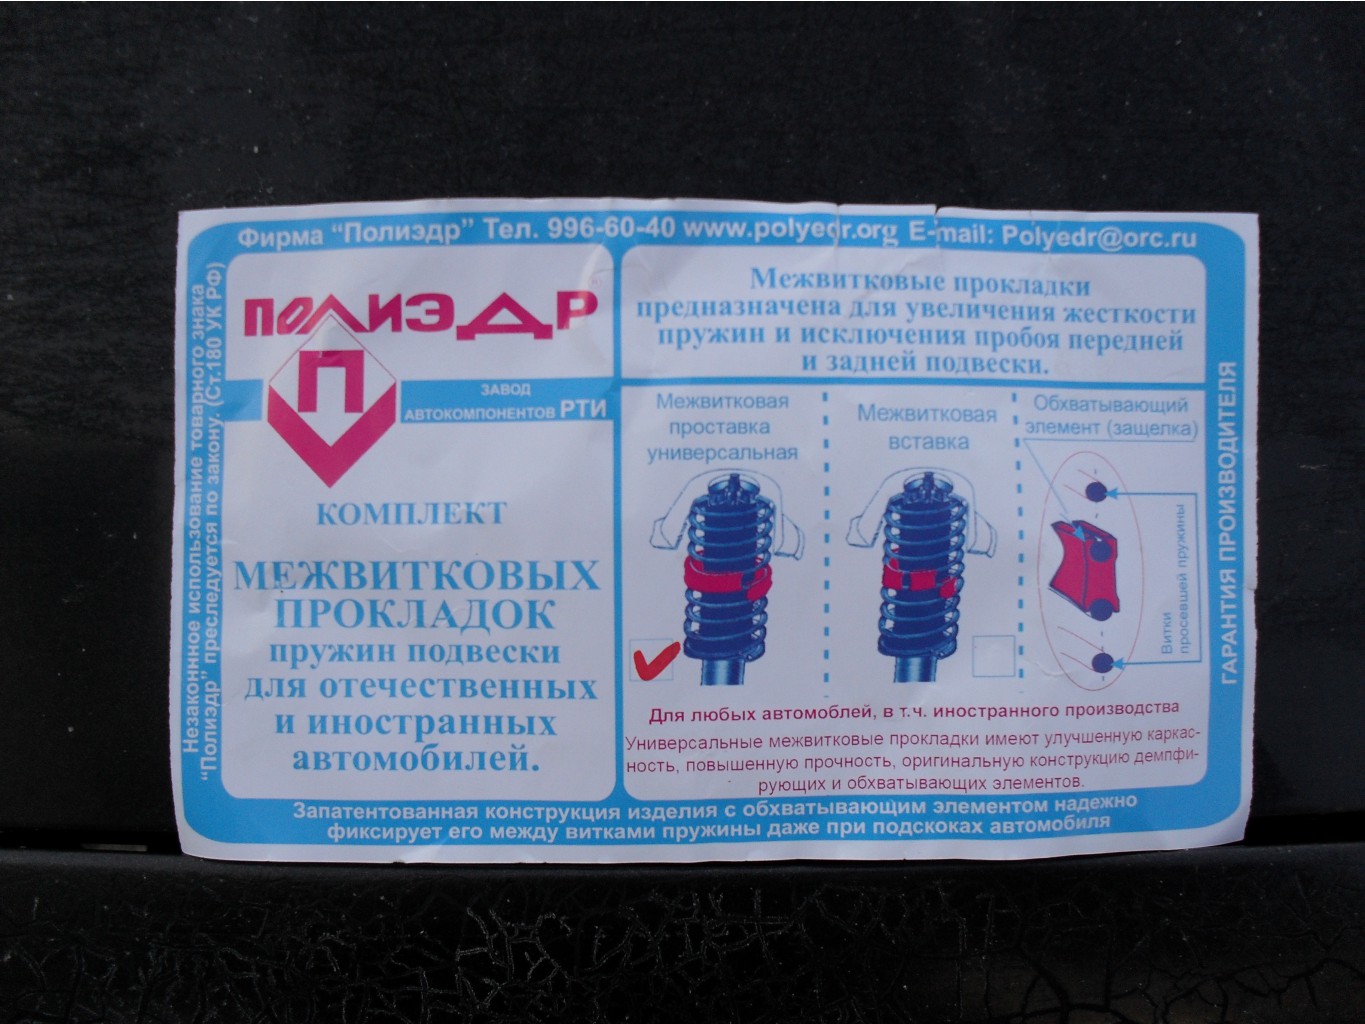 Фирма "Полиэдр" Тел. 996-60-40 www.polyedr.org E-mail: Polyedr@orc.ru
Незаконное использование товарного знака
"Полиэдр" преследуется по закону. (Ст.180 УК РФ)
ПОЛИЭДР
П
ЗАВОД
АВТОКОМПОНЕНТОВ РТИ
КОМПЛЕКТ
МЕЖВИТКОВЫХ
ПРОКЛАДОК
пружин подвески
для отечественных
и иностранных
автомобилей.
Межвитковые прокладки
предназначена для увеличения жесткости
пружин и исключения пробоя передней
и задней подвески.
Межвитковая
проставка
универсальная
Межвитковая
вставка
Обхватывающий
элемент (защелка)
Витки
просевшей пружины
Для любых автомоблей, в т.ч. иностранного производства
Универсальные межвитковые прокладки имеют улучшенную каркас-
ность, повышенную прочность, оригинальную конструкцию демпфи-
рующих и обхватывающих элементов.
ГАРАНТИЯ ПРОИЗВОДИТЕЛЯ
Запатентованная конструкция изделия с обхватывающим элементом надежно
фиксирует его между витками пружины даже при подскоках автомобиля